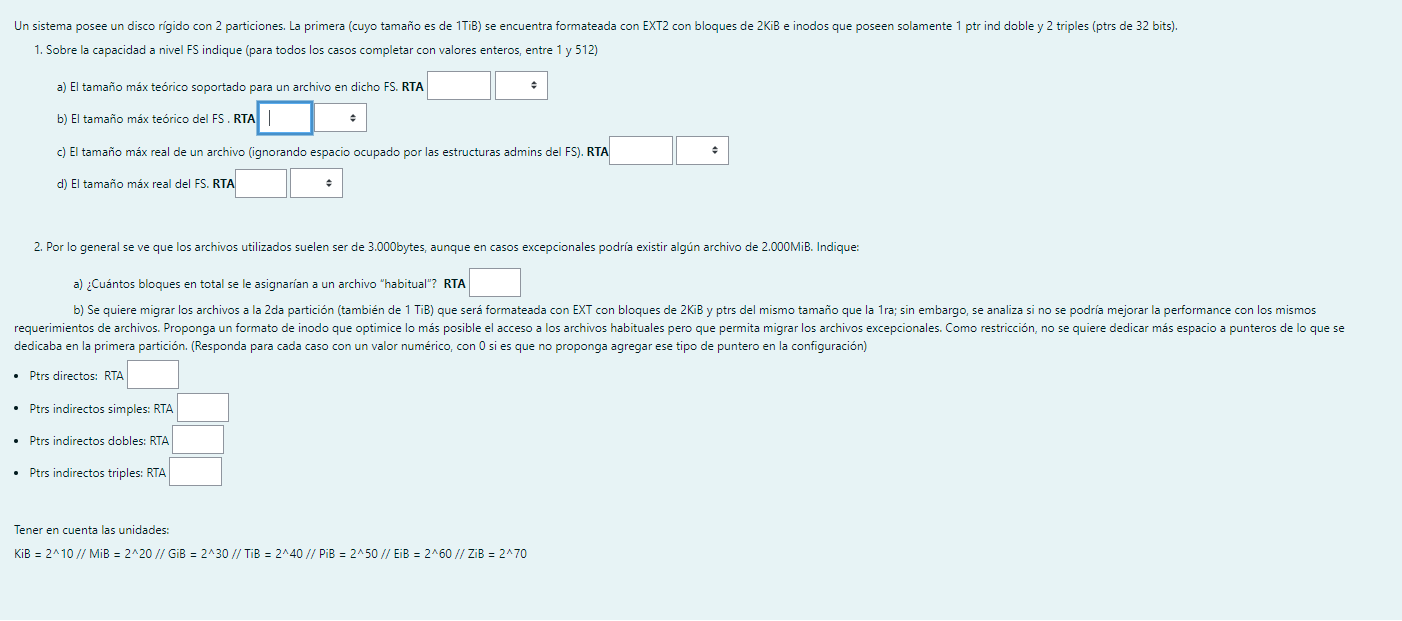 Un sistema posee un disco rígido con 2 particiones. La primera (cuyo tamaño es de 1TiB) se encuentra formateada con EXT2 con bloques de 2KiB e inodos que poseen solamente 1 ptr ind doble y 2 triples (ptrs de 32 bits).
1. Sobre la capacidad a nivel FS indique (para todos los casos completar con valores enteros, entre 1 y 512)
a) El tamaño máx teórico soportado para un archivo en dicho FS. RTA
b) El tamaño máx teórico del FS . RTA
c) El tamaño máx real de un archivo (ignorando espacio ocupado por las estructuras admins del FS). RTA
d) El tamaño máx real del FS. RTA
2. Por lo general se ve que los archivos utilizados suelen ser de 3.000bytes, aunque en casos excepcionales podría existir algún archivo de 2.000MiB. Indique:
a) ¿Cuántos bloques en total se le asignarían a un archivo "habitual"? RTA
b) Se quiere migrar los archivos a la 2da partición (también de 1 TiB) que será formateada con EXT con bloques de 2KiB y ptrs del mismo tamaño que la 1ra; sin embargo, se analiza si no se podría mejorar la performance con los mismos
requerimientos de archivos. Proponga un formato de inodo que optimice lo más posible el acceso a los archivos habituales pero que permita migrar los archivos excepcionales. Como restricción, no se quiere dedicar más espacio a punteros de lo que se
dedicaba en la primera partición. (Responda para cada caso con un valor numérico, con 0 si es que no proponga agregar ese tipo de puntero en la configuración)
• Ptrs directos: RTA
• Ptrs indirectos simples: RTA
• Ptrs indirectos dobles: RTA
• Ptrs indirectos triples: RTA
Tener en cuenta las unidades:
KiB = 2^10 // MiB = 2^20 // GiB = 2^30 // TiB = 2^40 // PiB = 2^50 // EiB = 2^60 // ZiB = 2^70